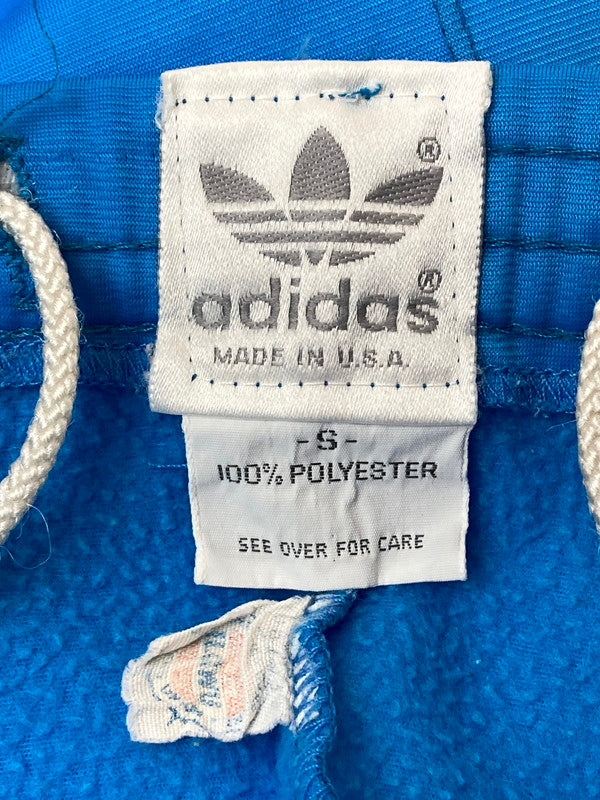 ®
adidas®
MADE IN U.S.A.
-S-
100% POLYESTER
SEE OVER FOR CARE